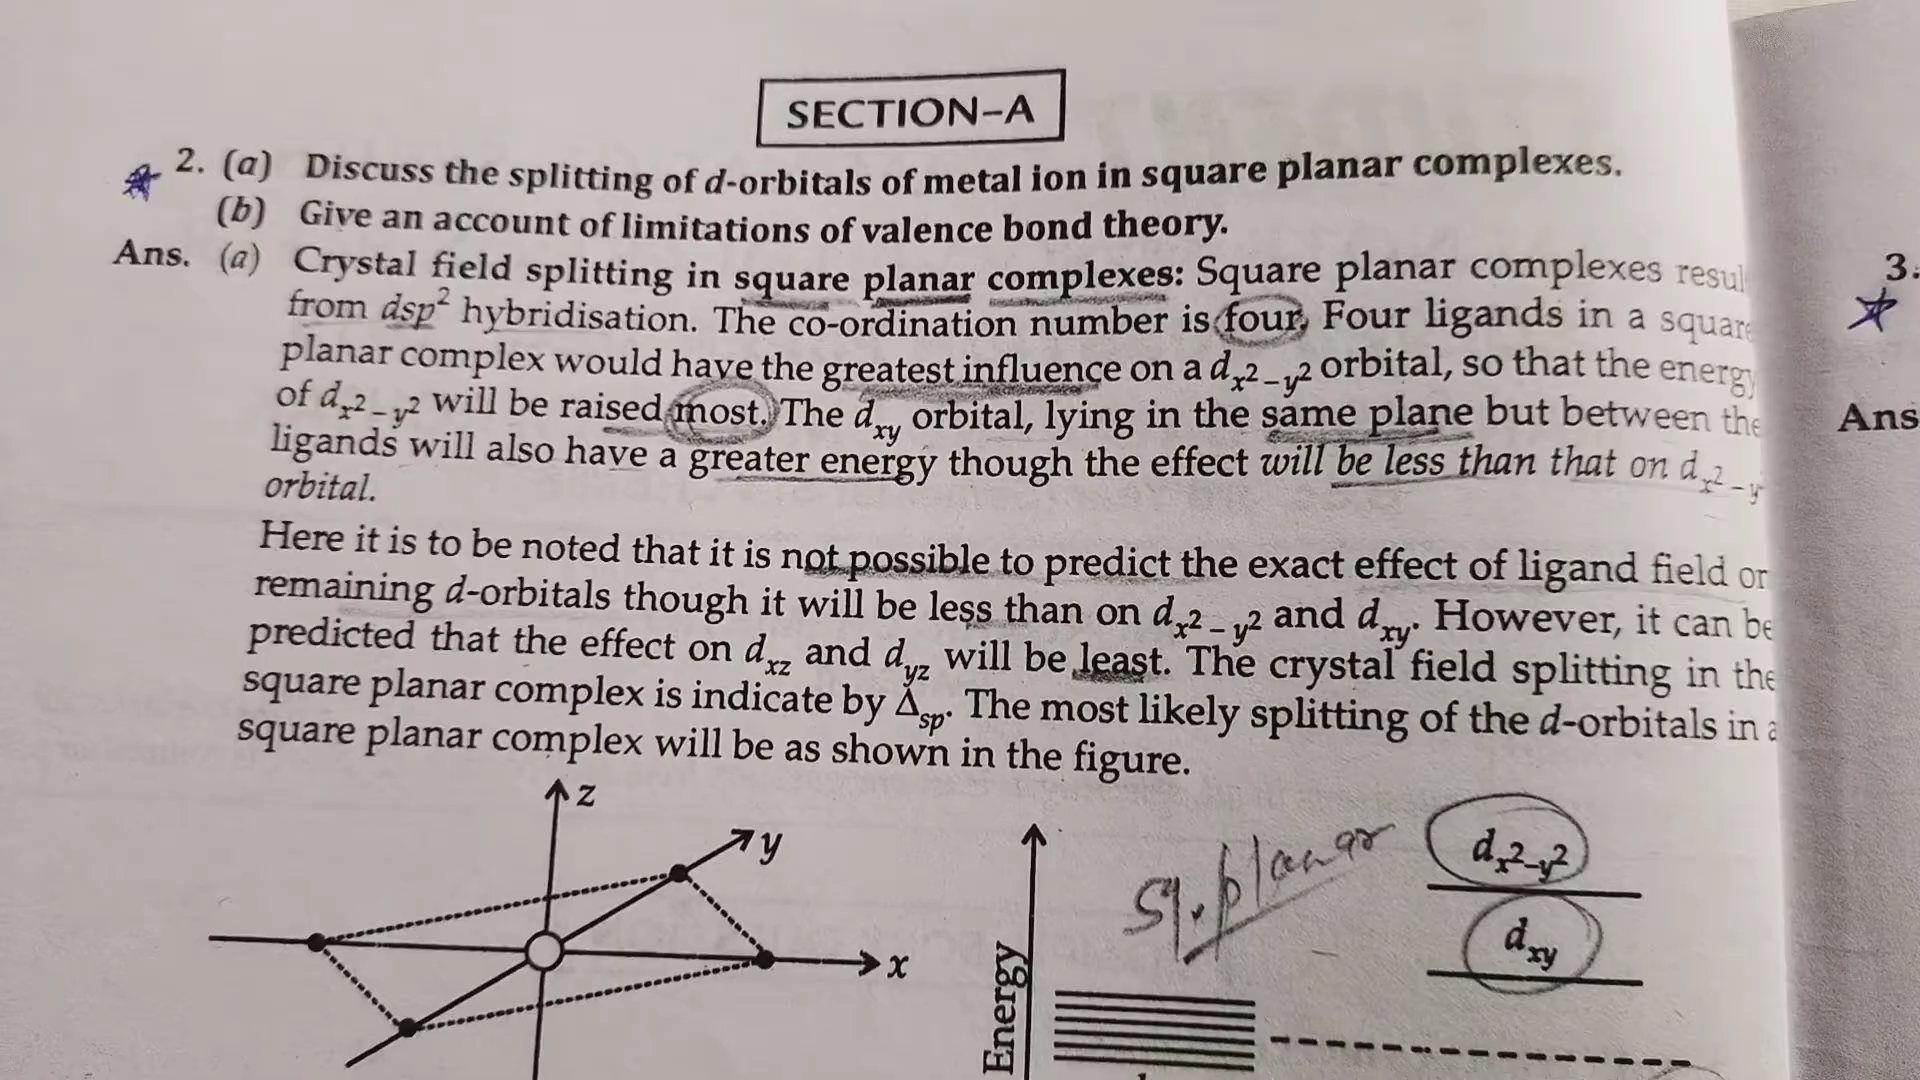 SECTION-A
2. (a) Discuss the splitting of d-orbitals of metal ion in square planar complexes.
(b) Give an account of limitations of valence bond theory.
Ans. (a) Crystal field splitting in square planar complexes: Square planar complexes resul
from dsp² hybridisation. The co-ordination number is four, Four ligands in a square
planar complex would have the greatest influence on a dx²–y² orbital, so that the energy
of dx²–y² will be raised most. The dxy orbital, lying in the same plane but between the
ligands will also have a greater energy though the effect will be less than that on dx²–y
orbital.
Here it is to be noted that it is not possible to predict the exact effect of ligand field on
remaining d-orbitals though it will be less than on dx²–y² and dxy. However, it can be
predicted that the effect on dxz and dyz will be least. The crystal field splitting in the
square planar complex is indicate by Δsp. The most likely splitting of the d-orbitals in a
square planar complex will be as shown in the figure.
z
y
x
Energy
Sq. planar
dx²–y²
dxy
3.
Ans